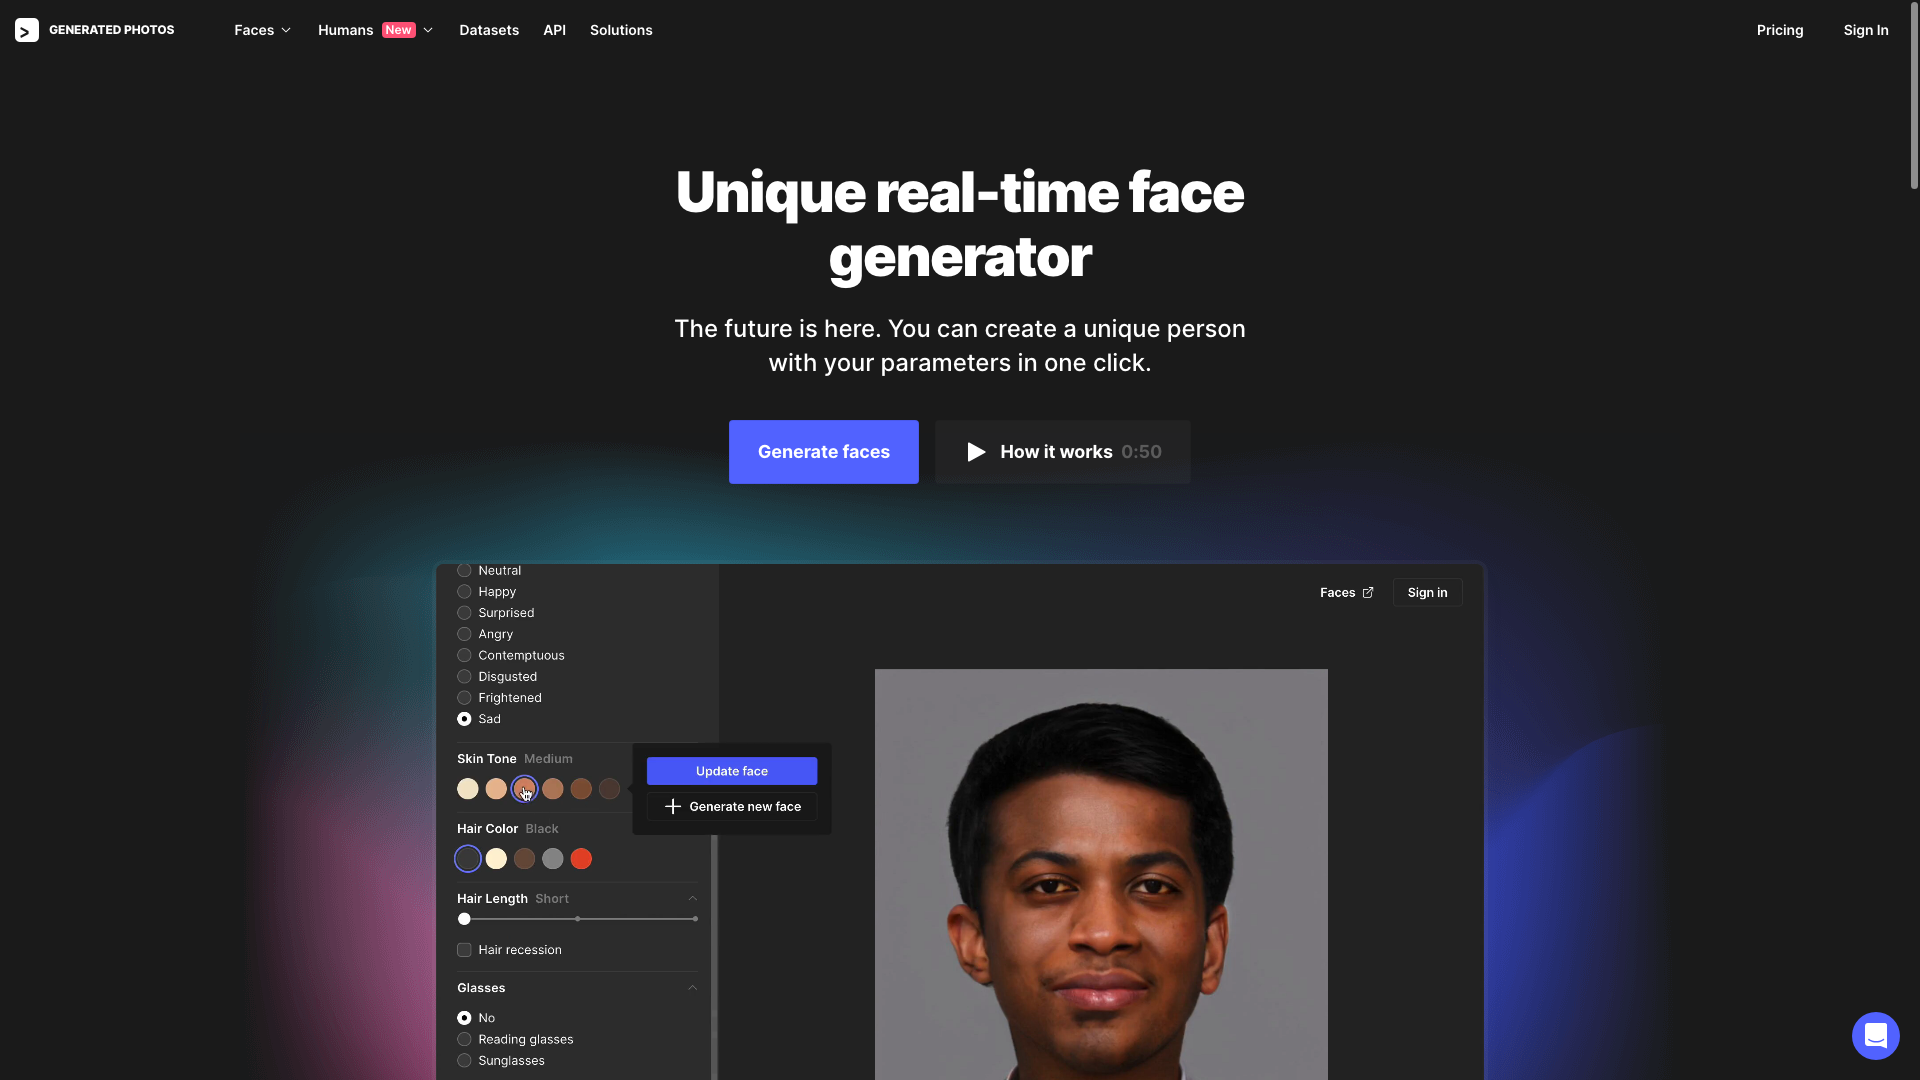 GENERATED PHOTOS
Faces
Humans New
Datasets
API
Solutions
Pricing
Sign In
Unique real-time face
generator
The future is here. You can create a unique person
with your parameters in one click.
Generate faces
How it works 0:50
Neutral
Happy
Surprised
Angry
Contemptuous
Disgusted
Frightened
Sad
Skin Tone Medium
Update face
Generate new face
Hair Color Black
Hair Length Short
Hair recession
Glasses
No
Reading glasses
Sunglasses
Faces
Sign in